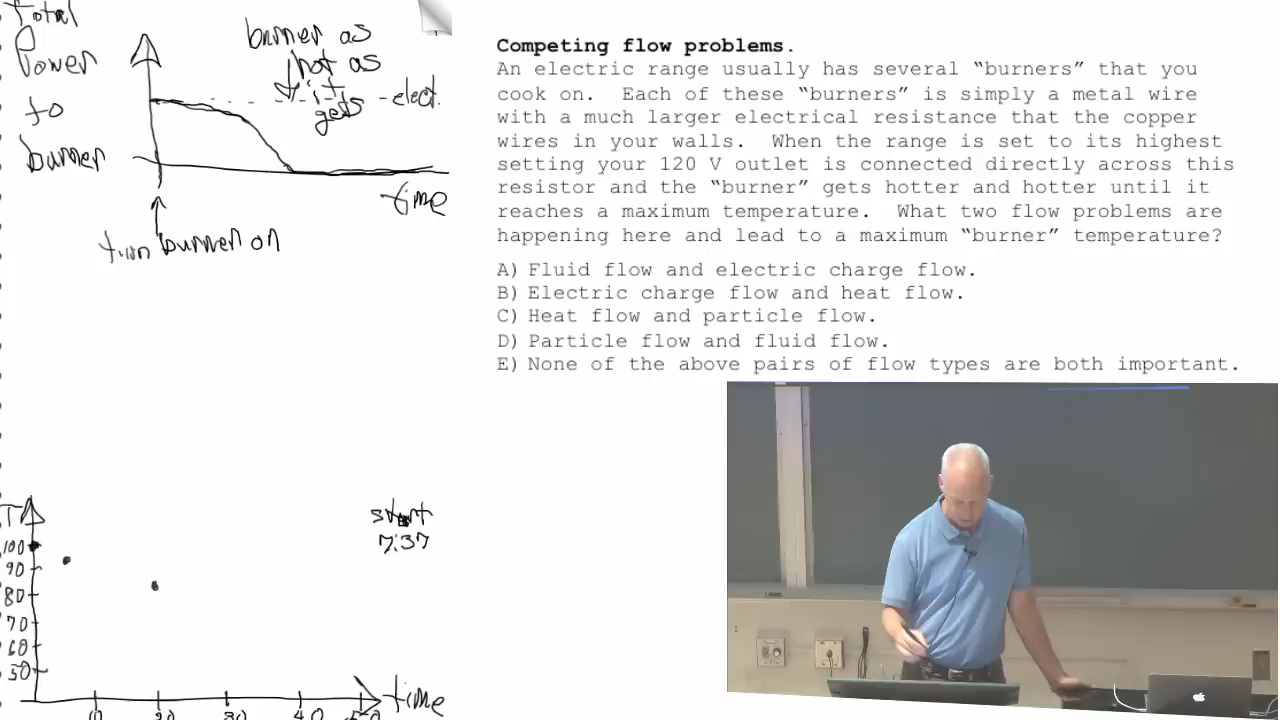 Total
Power
to
burner
burner as
hot as
it
gets
elect.
time
turn burner on
Competing flow problems.
An electric range usually has several “burners” that you
cook on. Each of these “burners” is simply a metal wire
with a much larger electrical resistance that the copper
wires in your walls. When the range is set to its highest
setting your 120 V outlet is connected directly across this
resistor and the “burner” gets hotter and hotter until it
reaches a maximum temperature. What two flow problems are
happening here and lead to a maximum “burner” temperature?
A) Fluid flow and electric charge flow.
B) Electric charge flow and heat flow.
C) Heat flow and particle flow.
D) Particle flow and fluid flow.
E) None of the above pairs of flow types are both important.
T
start
7:37
100
90
80
70
60
50
time
10 20 30 40 50